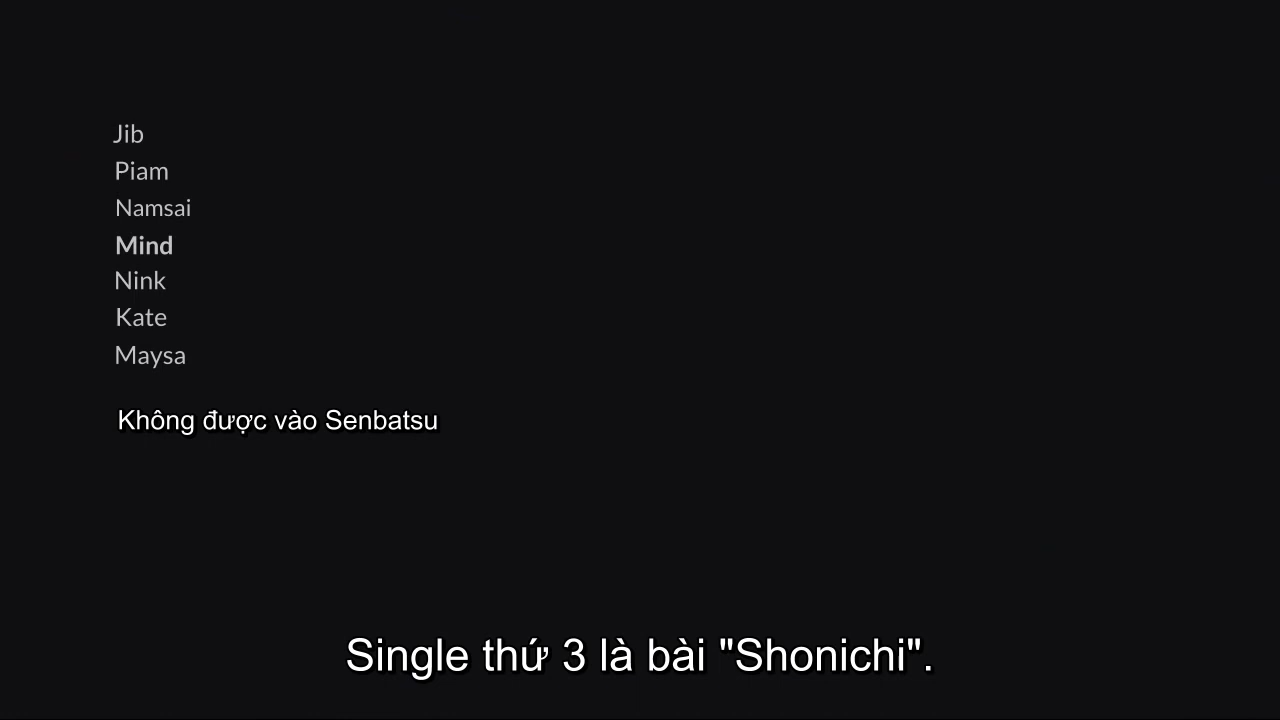 Jib
Piam
Namsai
Mind
Nink
Kate
Maysa
Không được vào Senbatsu
Single thứ 3 là bài "Shonichi".